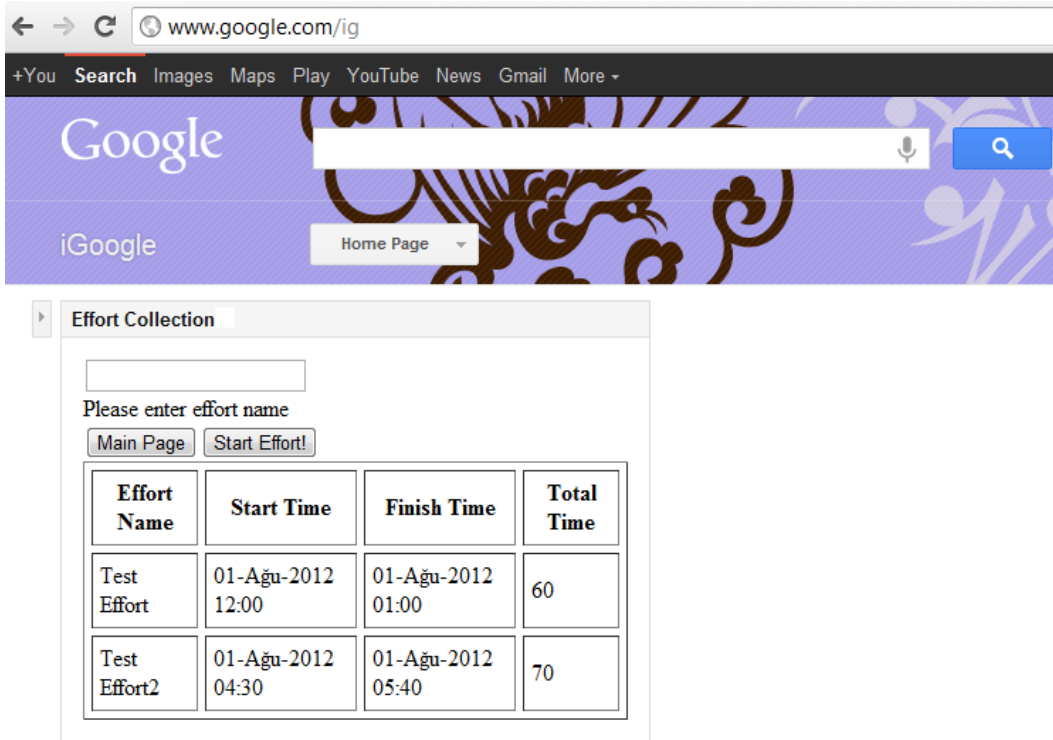 www.google.com/ig
+You Search Images Maps Play YouTube News Gmail More
Google
iGoogle
Home Page
Effort Collection
Please enter effort name
Main Page Start Effort!
Effort Name Start Time Finish Time Total Time
Test Effort 01-Ağu-2012 12:00 01-Ağu-2012 01:00 60
Test Effort2 01-Ağu-2012 04:30 01-Ağu-2012 05:40 70